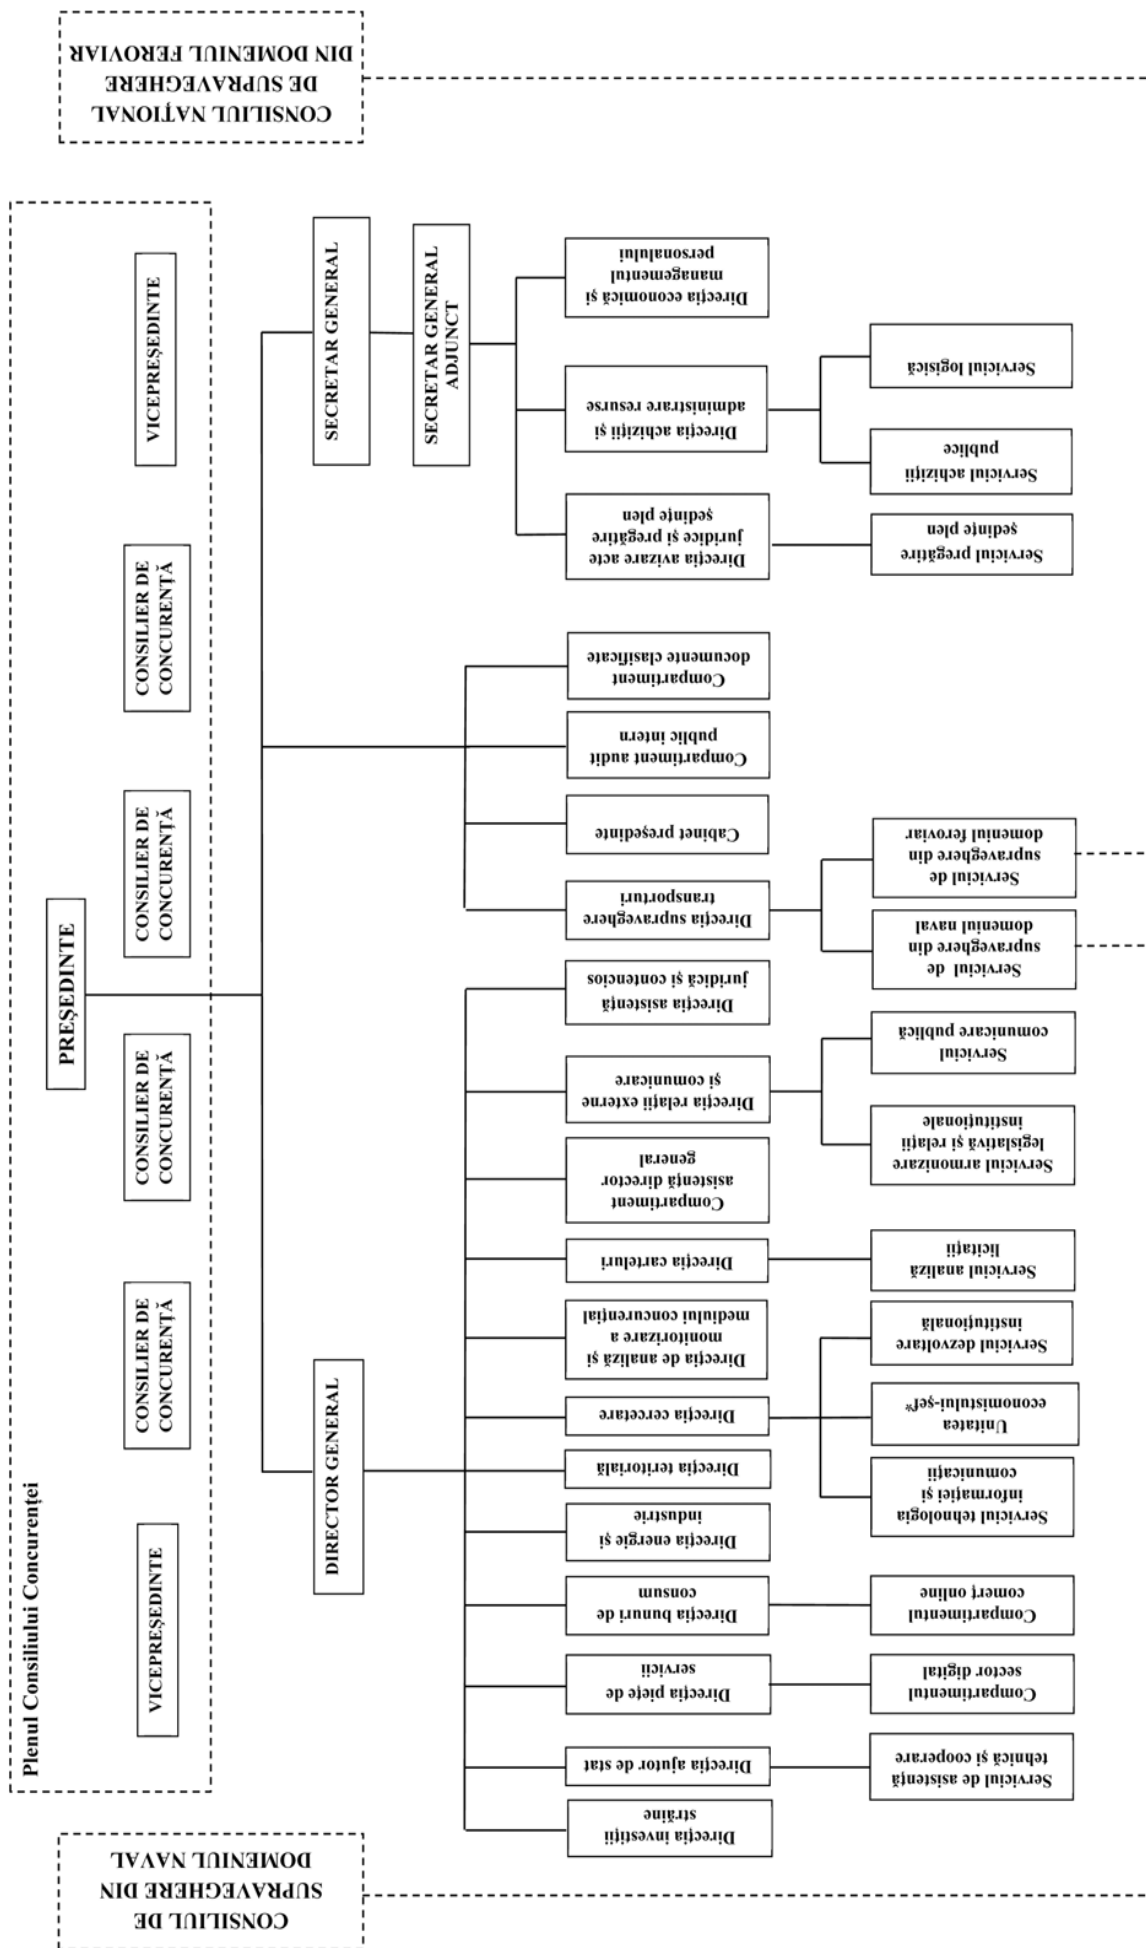 Plenul Consiliului Concurenței
PREȘEDINTE
VICEPREȘEDINTE
CONSILIER DE
CONCURENȚĂ
CONSILIER DE
CONCURENȚĂ
CONSILIER DE
CONCURENȚĂ
CONSILIER DE
CONCURENȚĂ
VICEPREȘEDINTE
CONSILIUL DE
SUPRAVEGHERE DIN
DOMENIUL NAVAL
CONSILIUL NAȚIONAL
DE SUPRAVEGHERE
DIN DOMENIUL FEROVIAR
DIRECTOR GENERAL
SECRETAR GENERAL
SECRETAR GENERAL
ADJUNCT
Direcția investiții
străine
Direcția ajutor de stat
Direcția piețe de
servicii
Direcția bunuri de
consum
Direcția energie și
industrie
Direcția teritorială
Direcția cercetare
Direcția de analiză și
monitorizare a
mediului concurențial
Direcția carteluri
Compartiment
asistență director
general
Direcția relații externe
și comunicare
Direcția asistență
juridică și contencios
Direcția supraveghere
transporturi
Cabinet președinte
Compartiment audit
public intern
Compartiment
documente clasificate
Direcția avizare acte
juridice și pregătire
ședințe plen
Direcția achiziții și
administrare resurse
Direcția economică și
managementul
personalului
Serviciul de asistență
tehnică și cooperare
Compartimentul
sector digital
Compartimentul
comerț online
Serviciul tehnologia
informației și
comunicații
Unitatea
economistului-șef*
Serviciul dezvoltare
instituțională
Serviciul analiză
licitații
Serviciul armonizare
legislativă și relații
instituționale
Serviciul
comunicare publică
Serviciul  de
supraveghere din
domeniul naval
Serviciul de
supraveghere din
domeniul feroviar
Serviciul pregătire
ședințe plen
Serviciul achiziții
publice
Serviciul logisică